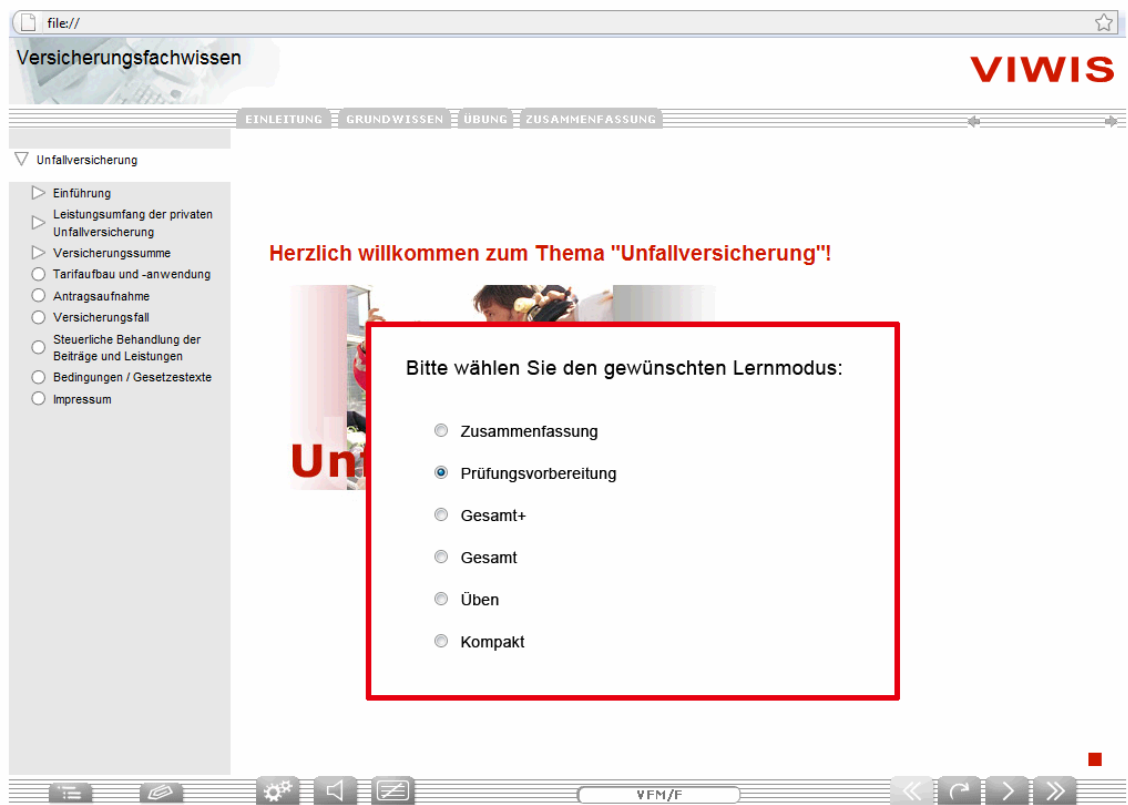 file://
Versicherungsfachwissen
VIWIS
EINLEITUNG GRUNDWISSEN ÜBUNG ZUSAMMENFASSUNG
Unfallversicherung
Einführung
Leistungsumfang der privaten
Unfallversicherung
Versicherungssumme
Tarifaufbau und -anwendung
Antragsaufnahme
Versicherungsfall
Steuerliche Behandlung der
Beiträge und Leistungen
Bedingungen / Gesetzestexte
Impressum
Herzlich willkommen zum Thema "Unfallversicherung"!
Un
Bitte wählen Sie den gewünschten Lernmodus:
Zusammenfassung
Prüfungsvorbereitung
Gesamt+
Gesamt
Üben
Kompakt
VFM/F